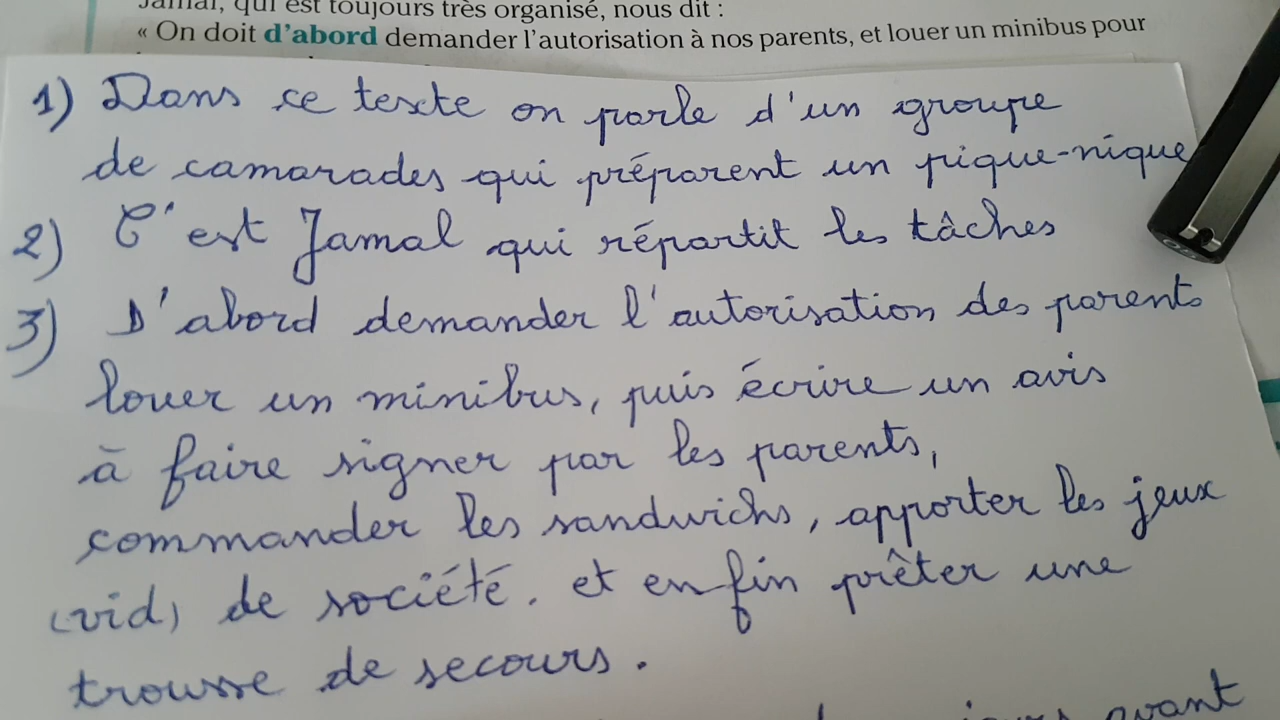 Jamal, qui est toujours très organisé, nous dit :
« On doit d'abord demander l'autorisation à nos parents, et louer un minibus pour
1) Dans ce texte on parle d'un groupe
de camarades qui préparent un pique-nique
2) C'est Jamal qui répartit les tâches
3) D'abord demander l'autorisation des parents
louer un minibus, puis écrire un avis
à faire signer par les parents,
commander les sandwichs, apporter les jeux
(vid) de société. et enfin prêter une
trousse de secours.
avant